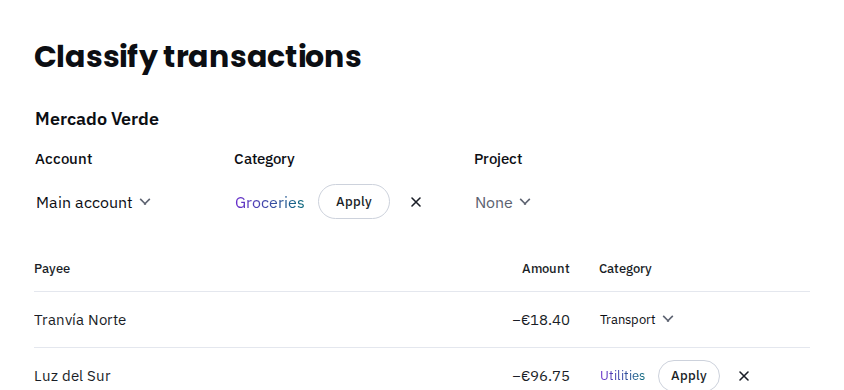 Classify transactions
Mercado Verde
Account Category Project
Main account Groceries Apply None
Payee Amount Category
Tranvía Norte −€18.40 Transport
Luz del Sur −€96.75 Utilities Apply